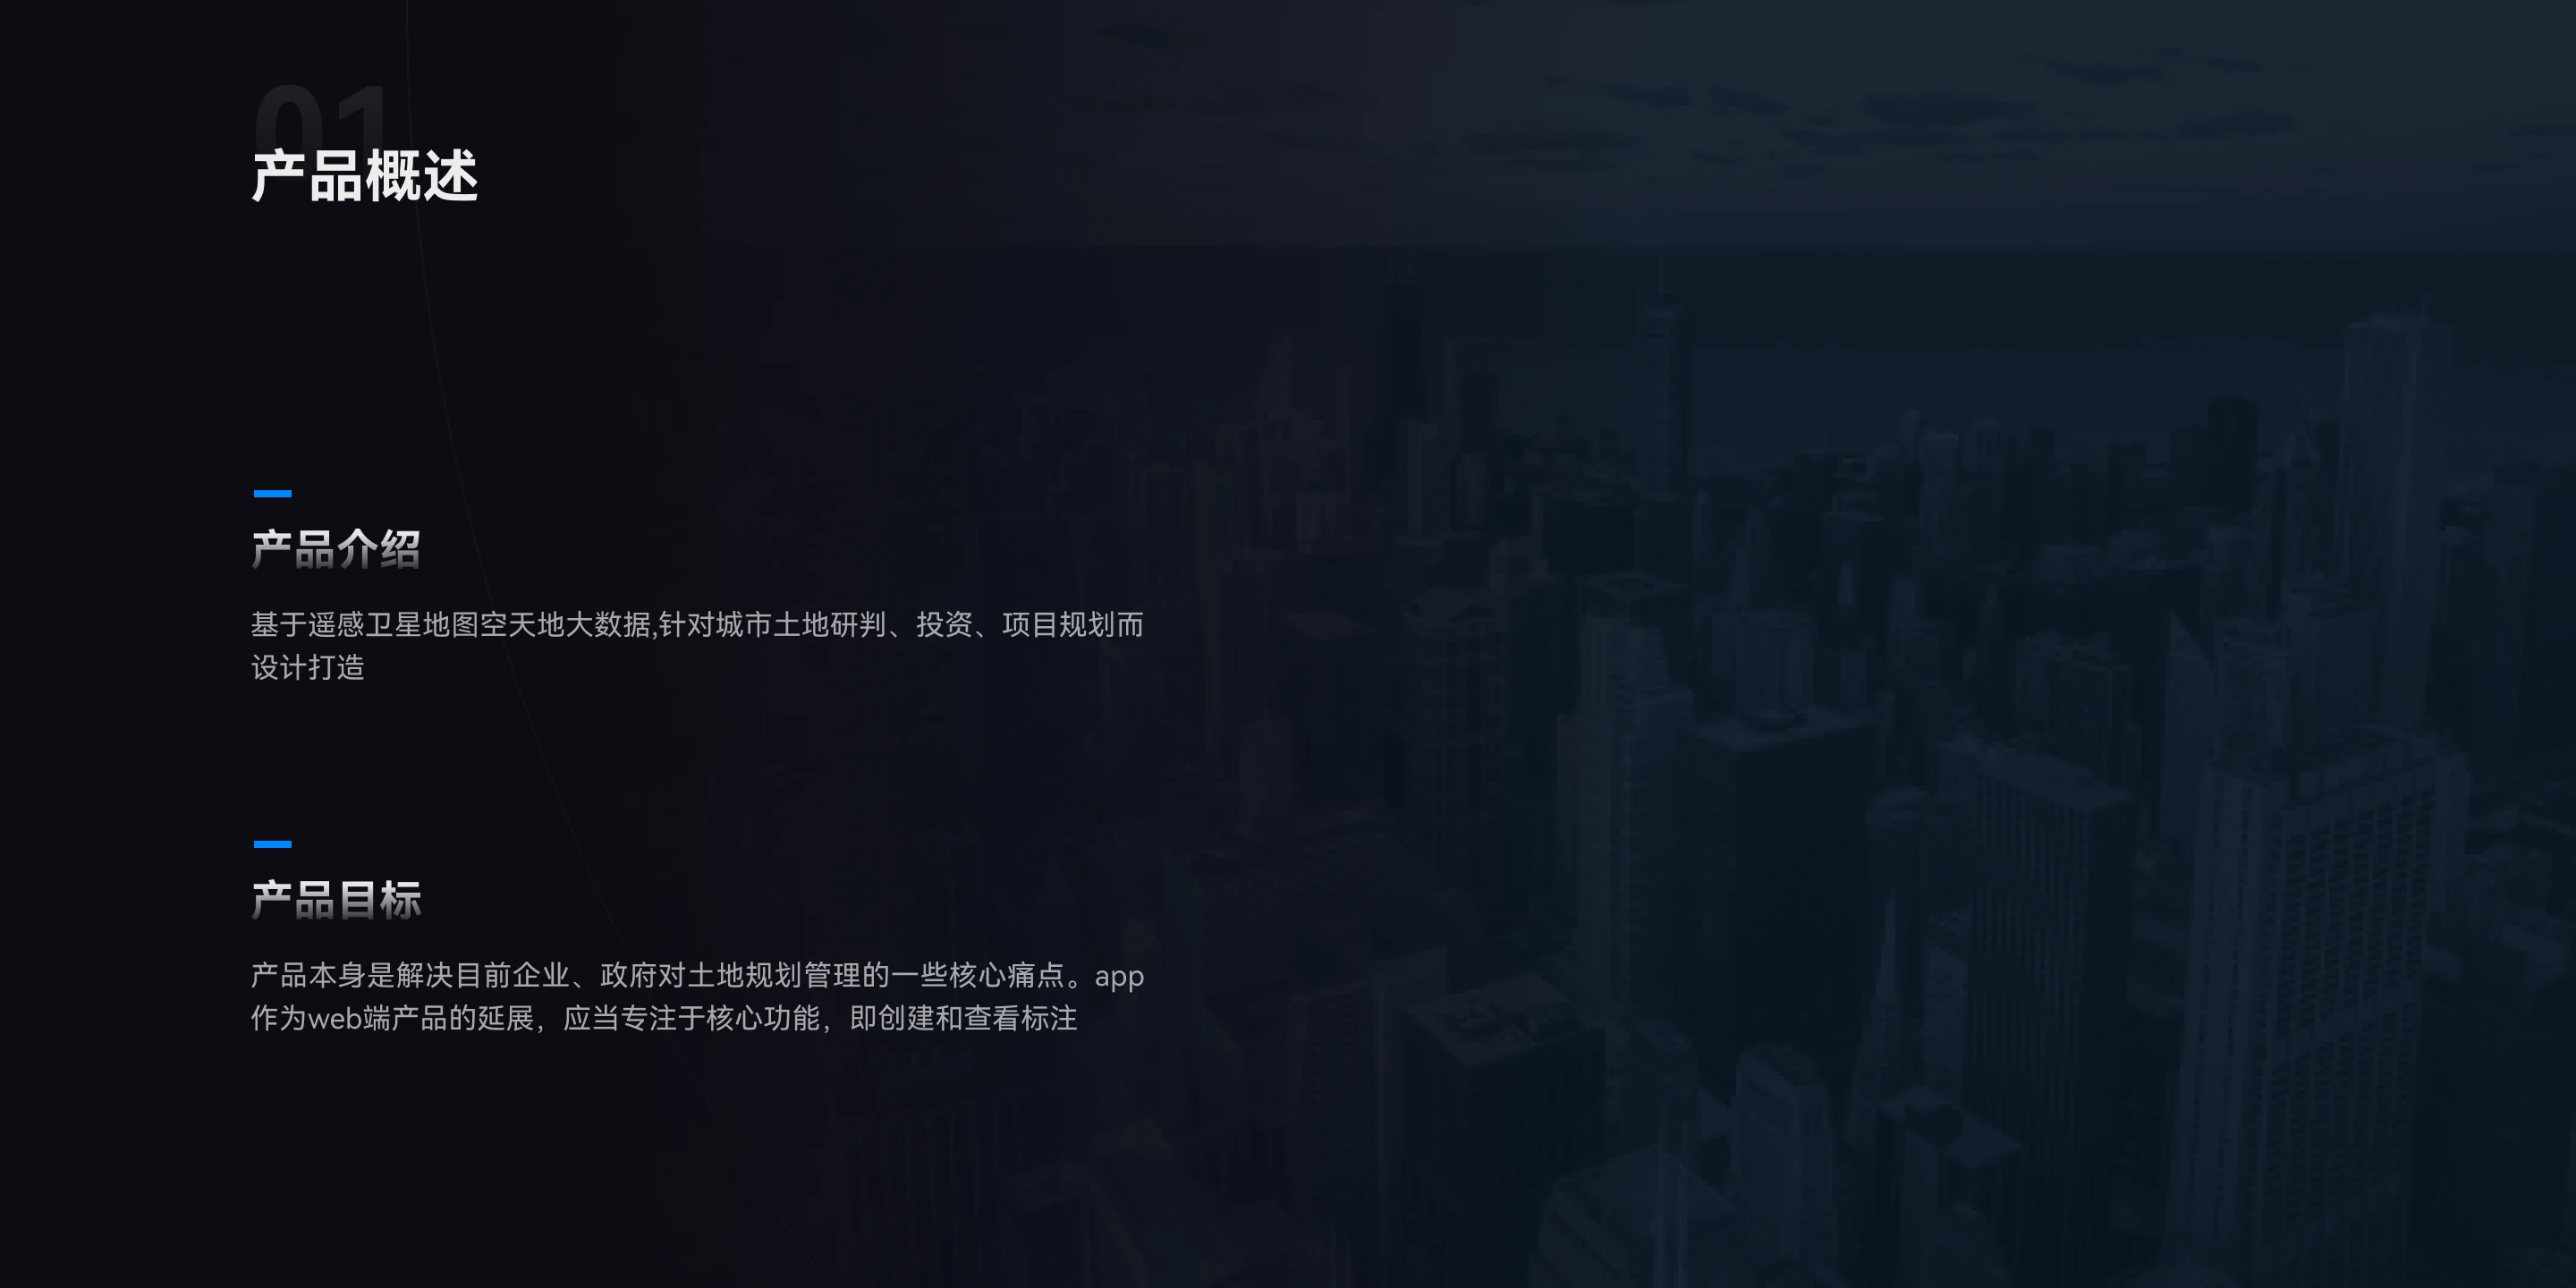 01
产品概述
产品介绍
基于遥感卫星地图空天地大数据,针对城市土地研判、投资、项目规划而
设计打造
产品目标
产品本身是解决目前企业、政府对土地规划管理的一些核心痛点。app
作为web端产品的延展，应当专注于核心功能，即创建和查看标注